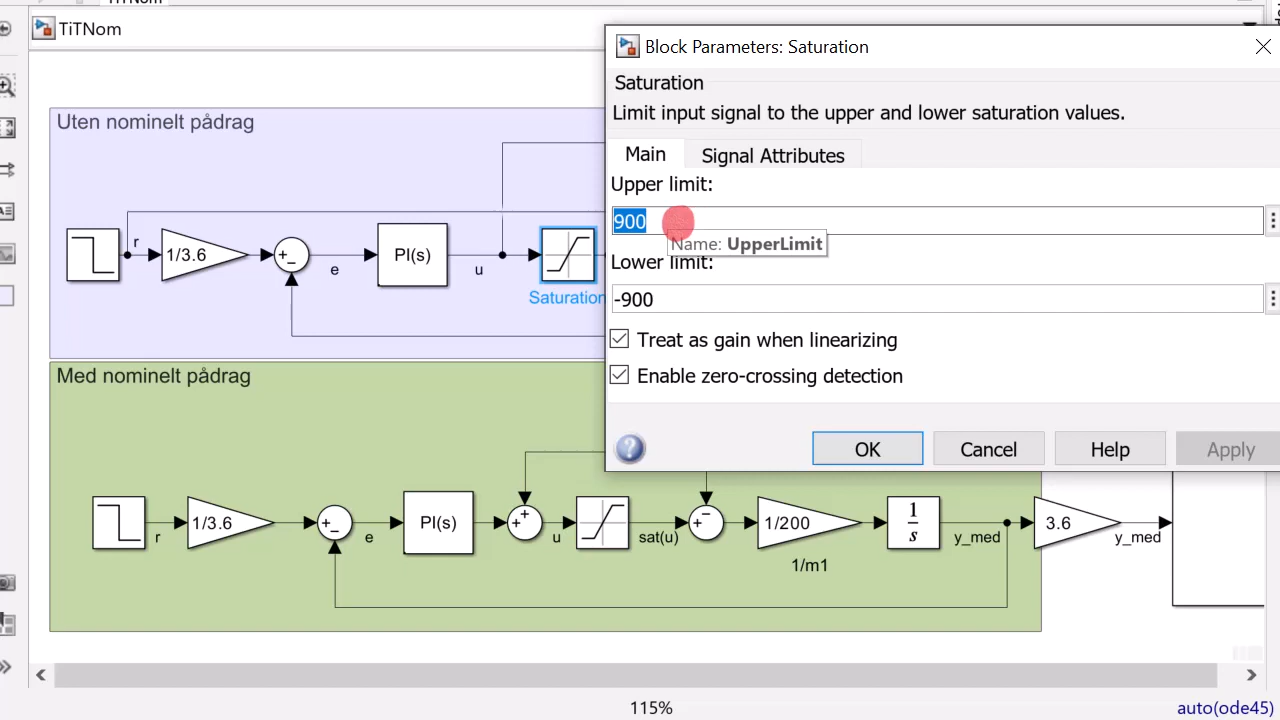 TiTNom
TiTNom
Block Parameters: Saturation
Saturation
Limit input signal to the upper and lower saturation values.
Main
Signal Attributes
Upper limit:
900
Name: UpperLimit
Lower limit:
-900
Treat as gain when linearizing
Enable zero-crossing detection
OK
Cancel
Help
Apply
Uten nominelt pådrag
r
1/3.6
+
-
e
PI(s)
u
Saturation
Med nominelt pådrag
r
1/3.6
+
-
e
PI(s)
+
+
u
sat(u)
+
-
1/200
1/m1
1
s
y_med
3.6
y_med
115%
auto(ode45)